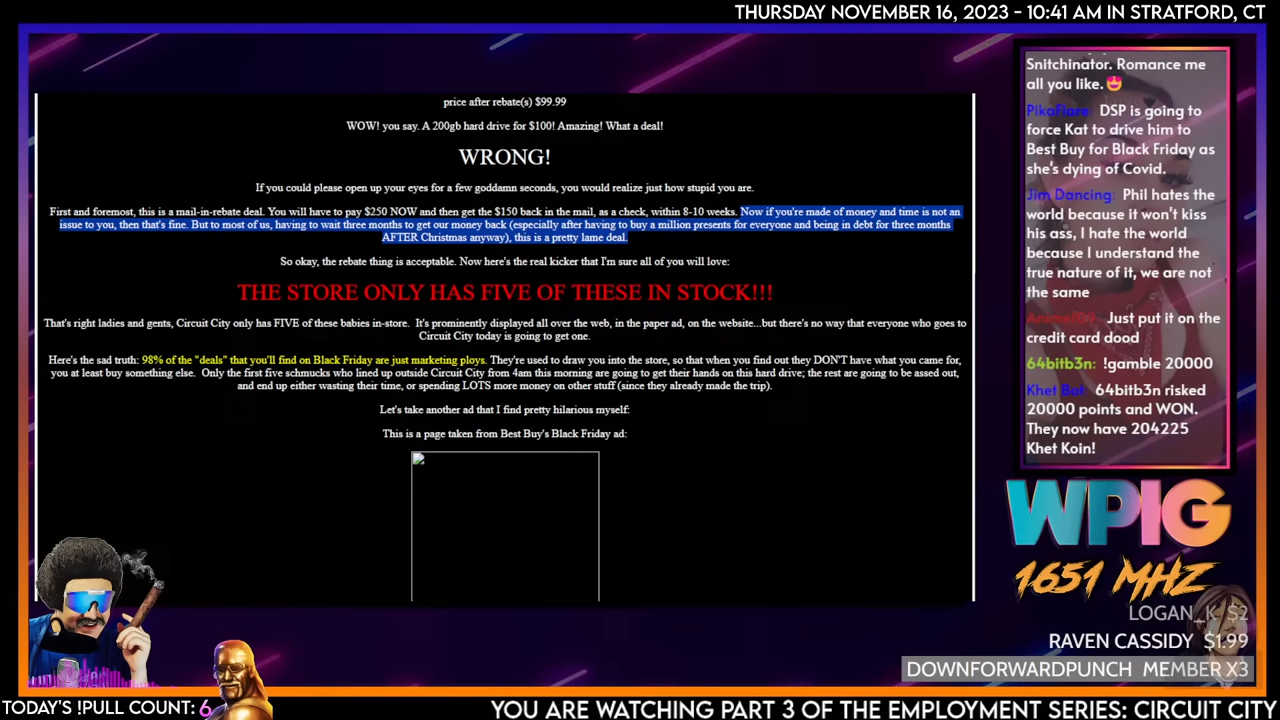 THURSDAY NOVEMBER 16, 2023 - 10:41 AM IN STRATFORD, CT
price after rebate(s) $99.99
WOW! you say. A 200gb hard drive for $100! Amazing! What a deal!
WRONG!
If you could please open up your eyes for a few goddamn seconds, you would realize just how stupid you are.
First and foremost, this is a mail-in-rebate deal. You will have to pay $250 NOW and then get the $150 back in the mail, as a check, within 8-10 weeks. Now if you're made of money and time is not an
issue to you, then that's fine. But to most of us, having to wait three months to get our money back (especially after having to buy a million presents for everyone and being in debt for three months
AFTER Christmas anyway), this is a pretty lame deal.
So okay, the rebate thing is acceptable. Now here's the real kicker that I'm sure all of you will love:
THE STORE ONLY HAS FIVE OF THESE IN STOCK!!!
That's right ladies and gents, Circuit City only has FIVE of these babies in-store. It's prominently displayed all over the web, in the paper ad, on the website...but there's no way that everyone who goes to
Circuit City today is going to get one.
Here's the sad truth: 98% of the "deals" that you'll find on Black Friday are just marketing ploys. They're used to draw you into the store, so that when you find out they DON'T have what you came for,
you at least buy something else. Only the first five schmucks who lined up outside Circuit City from 4am this morning are going to get their hands on this hard drive; the rest are going to be assed out,
and end up either wasting their time, or spending LOTS more money on other stuff (since they already made the trip).
Let's take another ad that I find pretty hilarious myself:
This is a page taken from Best Buy's Black Friday ad:
Snitchinator. Romance me
all you like.😍
PikaFlare: DSP is going to
force Kat to drive him to
Best Buy for Black Friday as
she's dying of Covid.
Jim Dancing: Phil hates the
world because it won't kiss
his ass, I hate the world
because I understand the
true nature of it, we are not
the same
Just put it on the
credit card dood
64bitb3n: !gamble 20000
Khet Bot: 64bitb3n risked
20000 points and WON.
They now have 204225
Khet Koin!
WPIG
1651 MHZ
LOGAN_K $2
RAVEN CASSIDY $1.99
DOWNFORWARDPUNCH MEMBER X3
TODAY'S !PULL COUNT: 6
YOU ARE WATCHING PART 3 OF THE EMPLOYMENT SERIES: CIRCUIT CITY